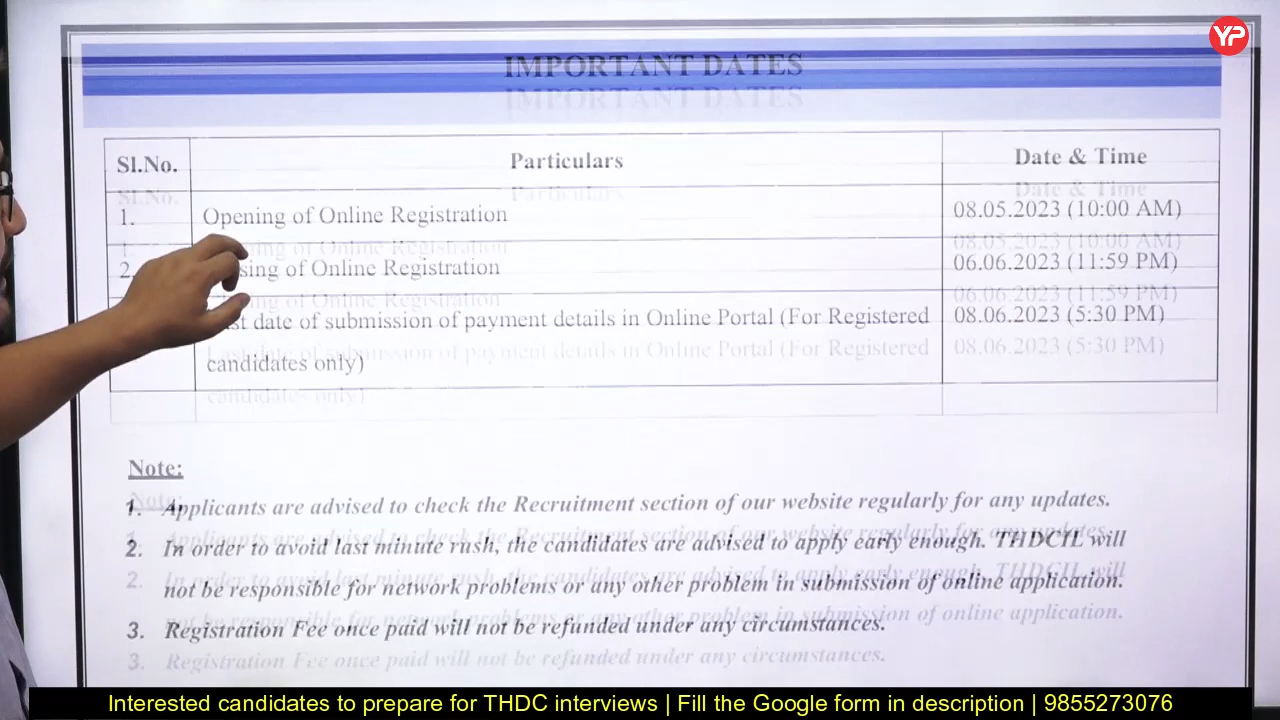 YP
IMPORTANT DATES
Sl.No. Particulars Date & Time
1. Opening of Online Registration 08.05.2023 (10:00 AM)
2. sing of Online Registration 06.06.2023 (11:59 PM)
st date of submission of payment details in Online Portal (For Registered 08.06.2023 (5:30 PM)
candidates only)
Note:
1. Applicants are advised to check the Recruitment section of our website regularly for any updates.
2. In order to avoid last minute rush, the candidates are advised to apply early enough. THDCIL will
not be responsible for network problems or any other problem in submission of online application.
3. Registration Fee once paid will not be refunded under any circumstances.
Interested candidates to prepare for THDC interviews | Fill the Google form in description | 9855273076